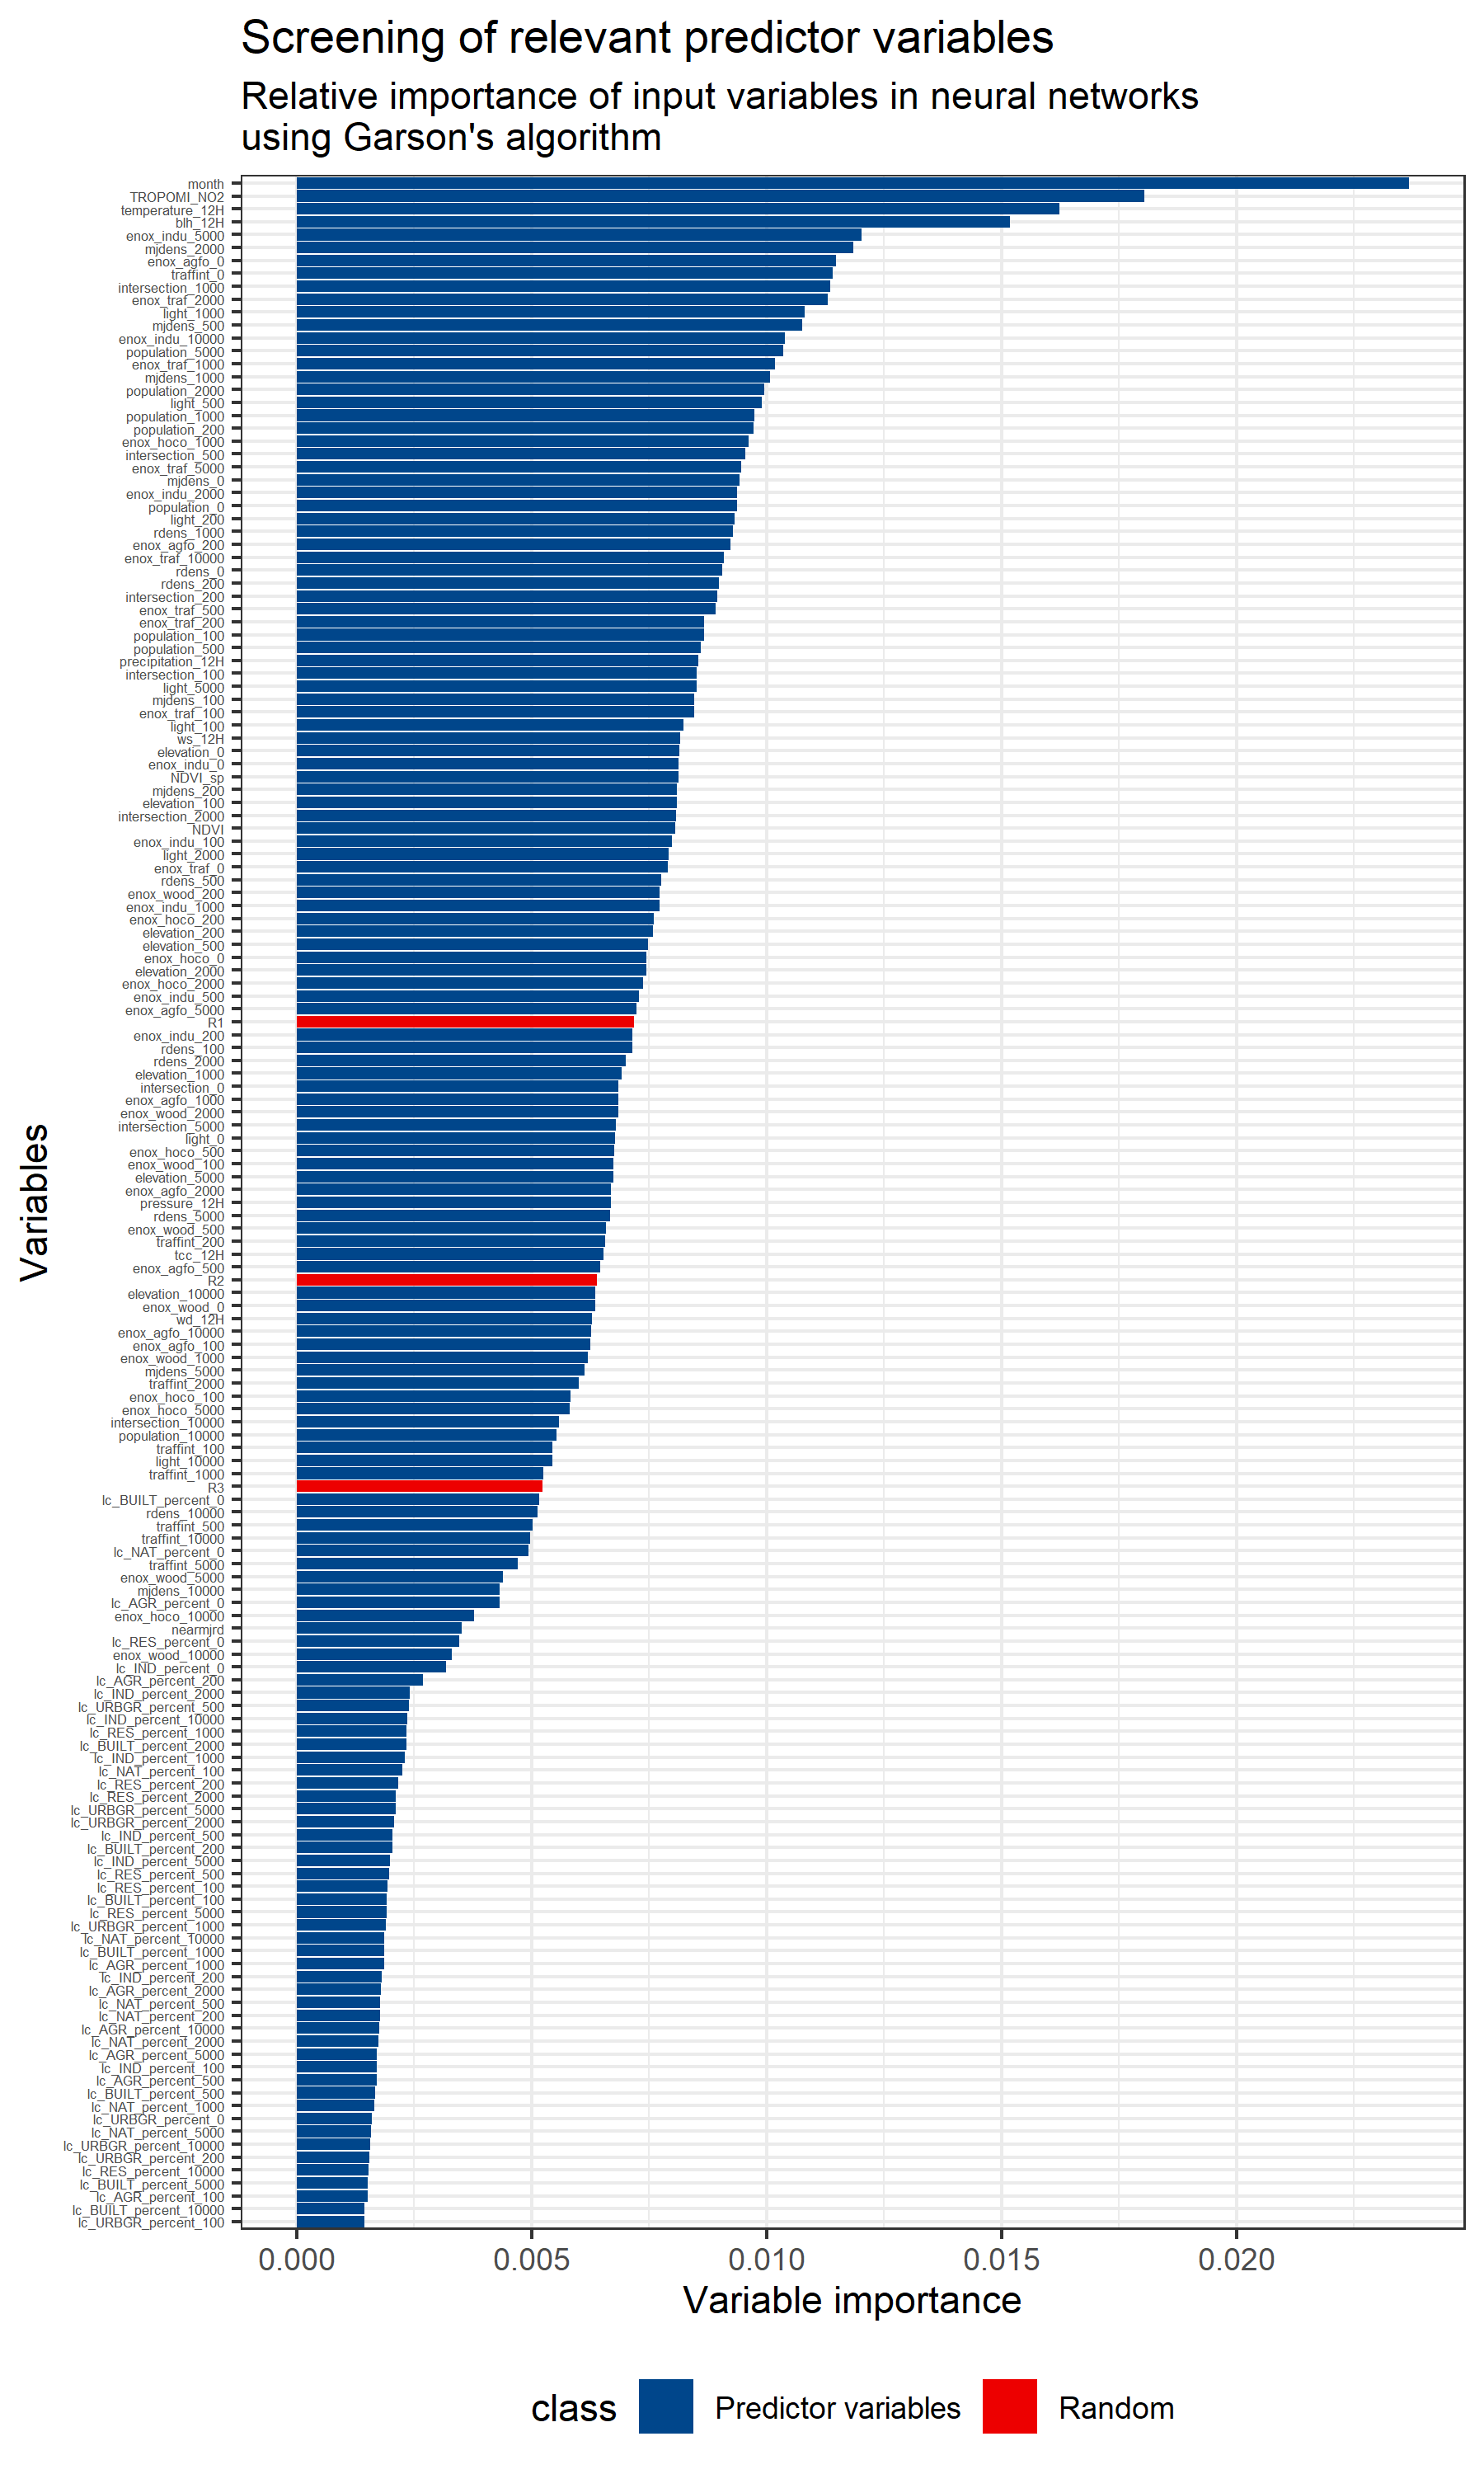 Screening of relevant predictor variables
Relative importance of input variables in neural networks
using Garson's algorithm
month
TROPOMI_NO2
temperature_12H
blh_12H
enox_indu_5000
mjdens_2000
enox_agfo_0
traffint_0
intersection_1000
enox_traf_2000
light_1000
mjdens_500
enox_indu_10000
population_5000
enox_traf_1000
mjdens_1000
population_2000
light_500
population_1000
population_200
enox_hoco_1000
intersection_500
enox_traf_5000
mjdens_0
enox_indu_2000
population_0
light_200
rdens_1000
enox_agfo_200
enox_traf_10000
rdens_0
rdens_200
intersection_200
enox_traf_500
enox_traf_200
population_100
population_500
precipitation_12H
intersection_100
light_5000
mjdens_100
enox_traf_100
light_100
ws_12H
elevation_0
enox_indu_0
NDVI_sp
mjdens_200
elevation_100
intersection_2000
NDVI
enox_indu_100
light_2000
enox_traf_0
rdens_500
enox_wood_200
enox_indu_1000
enox_hoco_200
elevation_200
elevation_500
enox_hoco_0
elevation_2000
enox_hoco_2000
enox_indu_500
enox_agfo_5000
R1
enox_indu_200
rdens_100
rdens_2000
elevation_1000
intersection_0
enox_agfo_1000
enox_wood_2000
intersection_5000
light_0
enox_hoco_500
enox_wood_100
elevation_5000
enox_agfo_2000
pressure_12H
rdens_5000
enox_wood_500
traffint_200
tcc_12H
enox_agfo_500
R2
elevation_10000
enox_wood_0
wd_12H
enox_agfo_10000
enox_agfo_100
enox_wood_1000
mjdens_5000
traffint_2000
enox_hoco_100
enox_hoco_5000
intersection_10000
population_10000
traffint_100
light_10000
traffint_1000
R3
lc_BUILT_percent_0
rdens_10000
traffint_500
traffint_10000
lc_NAT_percent_0
traffint_5000
enox_wood_5000
mjdens_10000
lc_AGR_percent_0
enox_hoco_10000
nearmjrd
lc_RES_percent_0
enox_wood_10000
lc_IND_percent_0
lc_AGR_percent_200
lc_IND_percent_2000
lc_URBGR_percent_500
lc_IND_percent_10000
lc_RES_percent_1000
lc_BUILT_percent_2000
lc_IND_percent_1000
lc_NAT_percent_100
lc_RES_percent_200
lc_RES_percent_2000
lc_URBGR_percent_5000
lc_URBGR_percent_2000
lc_IND_percent_500
lc_BUILT_percent_200
lc_IND_percent_5000
lc_RES_percent_500
lc_RES_percent_100
lc_BUILT_percent_100
lc_RES_percent_5000
lc_URBGR_percent_1000
lc_NAT_percent_10000
lc_BUILT_percent_1000
lc_AGR_percent_1000
lc_IND_percent_200
lc_AGR_percent_2000
lc_NAT_percent_500
lc_NAT_percent_200
lc_AGR_percent_10000
lc_NAT_percent_2000
lc_AGR_percent_5000
lc_IND_percent_100
lc_AGR_percent_500
lc_BUILT_percent_500
lc_NAT_percent_1000
lc_URBGR_percent_0
lc_NAT_percent_5000
lc_URBGR_percent_10000
lc_URBGR_percent_200
lc_RES_percent_10000
lc_BUILT_percent_5000
lc_AGR_percent_100
lc_BUILT_percent_10000
lc_URBGR_percent_100
Variables
0.000 0.005 0.010 0.015 0.020
Variable importance
class Predictor variables Random